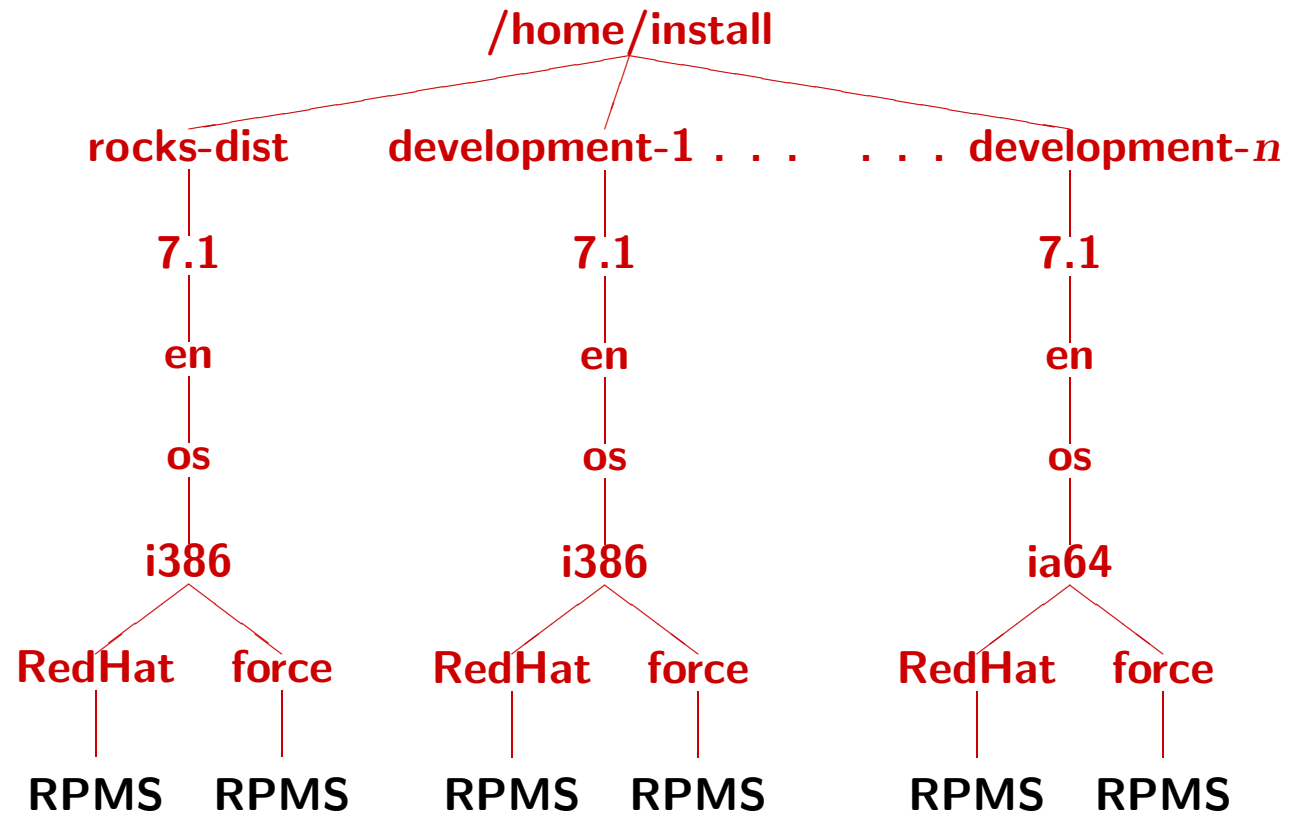 /home/install
rocks-dist development-1 . . . . . . development-n
7.1 7.1 7.1
en en en
os os os
i386 i386 ia64
RedHat force RedHat force RedHat force
RPMS RPMS RPMS RPMS RPMS RPMS